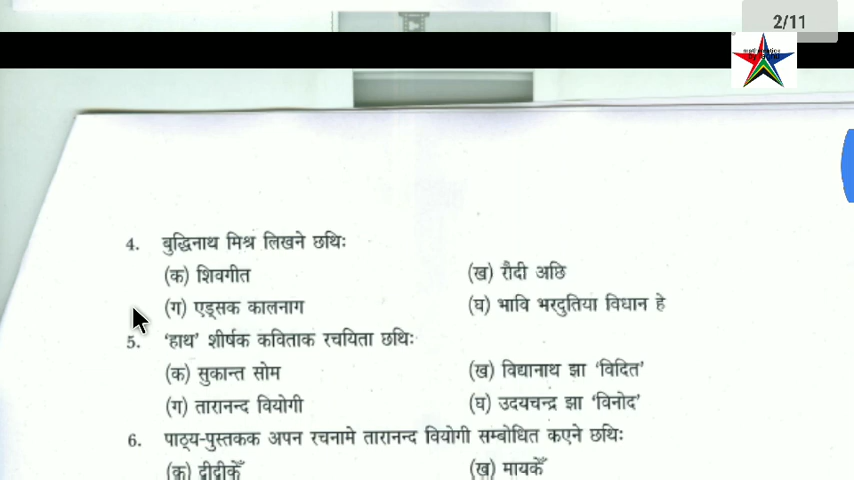 2/11
4. बुद्धिनाथ मिश्र लिखने छथिः
(क) शिवगीत (ख) रौदी अछि
(ग) एड्सक कालनाग (घ) भावि भरदुतिया विधान हे
5. 'हाथ' शीर्षक कविताक रचयिता छथिः
(क) सुकान्त सोम (ख) विद्यानाथ झा 'विदित'
(ग) तारानन्द वियोगी (घ) उदयचन्द्र झा 'विनोद'
6. पाठ्य-पुस्तकक अपन रचनामे तारानन्द वियोगी सम्बोधित कएने छथिः
(क) दीदीकेँ (ख) मायकेँ